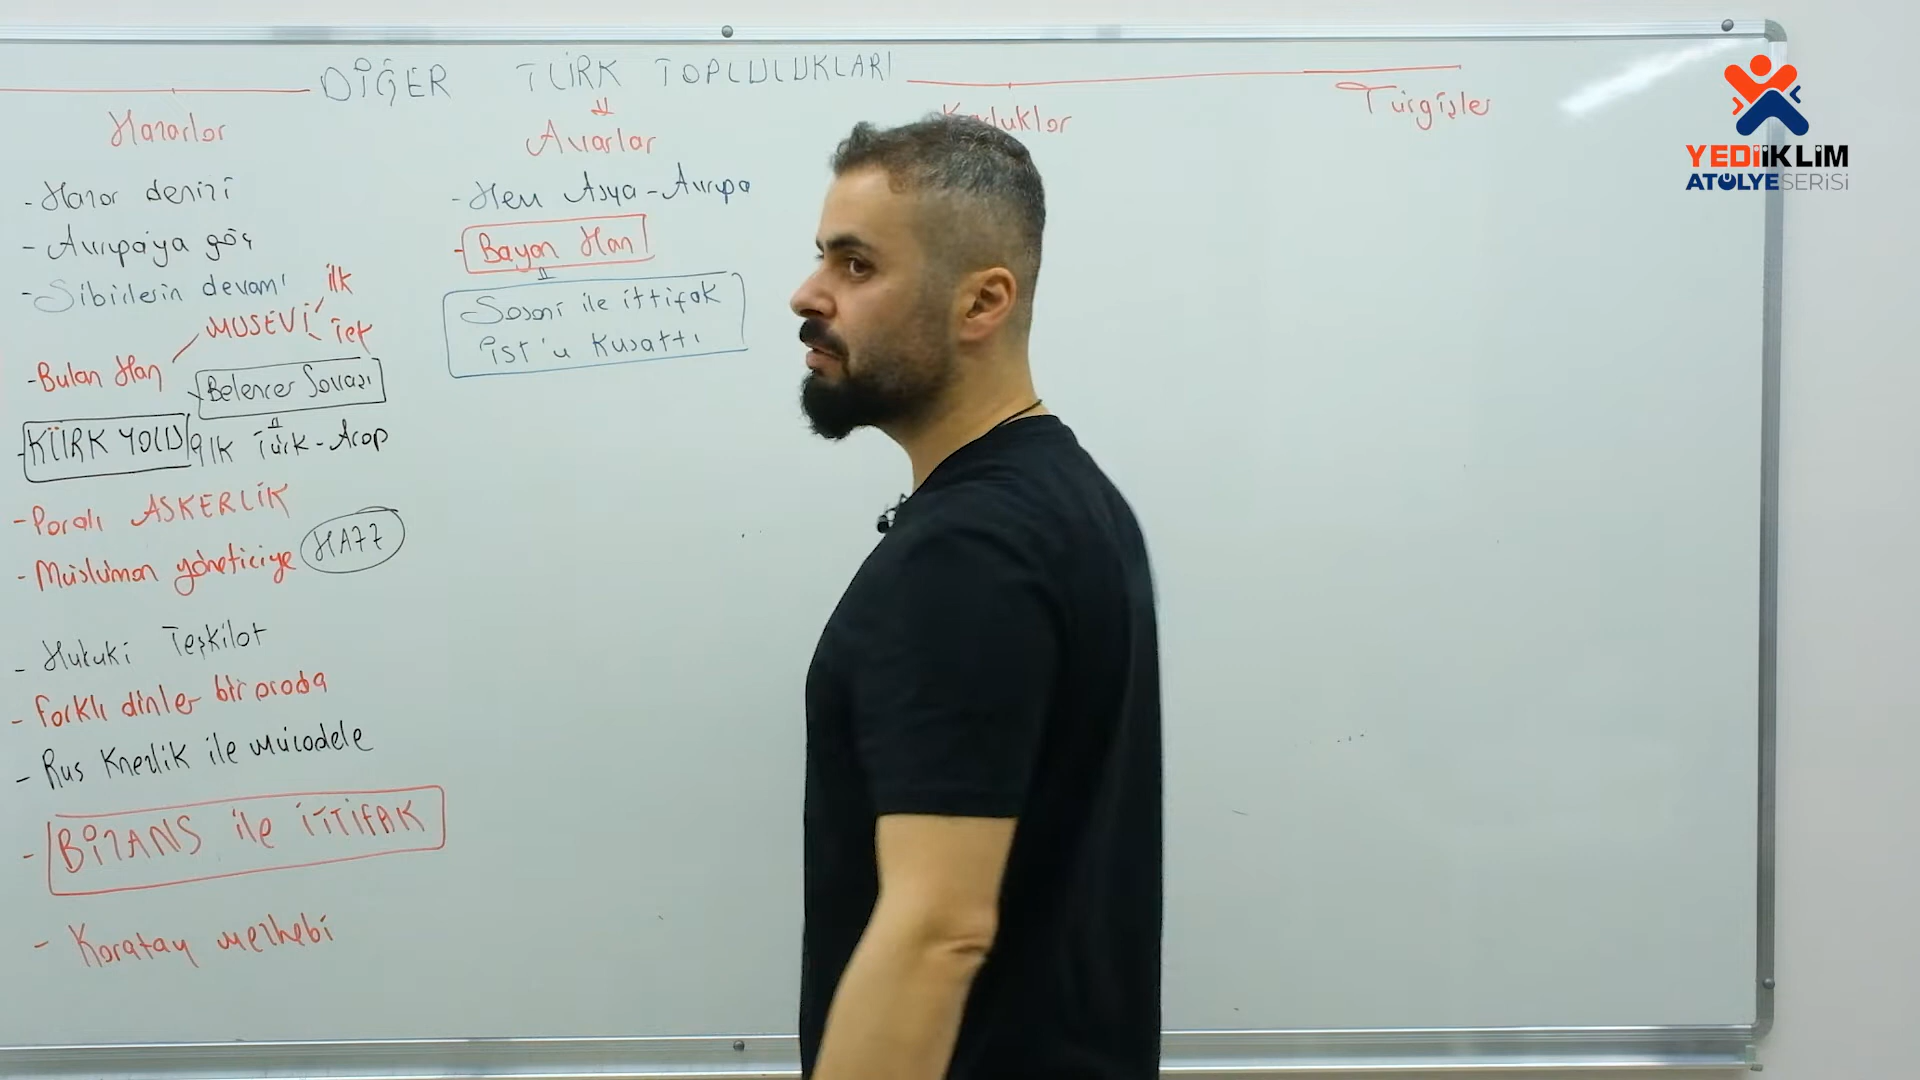 DİĞER TÜRK TOPLULUKLARI
Hazarlar
- Hazar denizi
- Avrupa'ya göç
- Sibirlerin devamı
- Bulan Han
MUSEVİ
ilk
Tek
Belencer Savaşı
- KÜRK YOLU
ilk Türk-Arap
- Paralı ASKERLİK
- Müslüman yöneticiye
HAZZ
- Hukuki Teşkilat
- farklı dinler bir arada
- Rus Knezlik ile mücadele
- BİZANS ile İTTİFAK
- Karatay mezhebi
Avarlar
- Hem Asya - Avrupa
- Bayan Han
Sasani ile ittifak
İst'u Kuşattı
Karluklar
Türgişler
YEDİİKLİM
ATÖLYESERİSİ